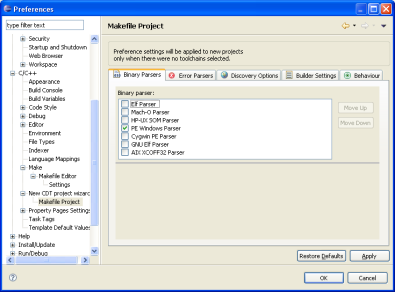 Preferences
type filter text
Makefile Project
Security
Startup and Shutdown
Web Browser
Workspaces
C/C++
Appearance
Build Console
Build Variables
Code Style
Debug
Editor
Environment
File Types
Indexer
Language Mappings
Make
Makefile Editor
Settings
New CDT project wizarc
Makefile Project
Property Pages Settings
Task Tags
Template Default Values
Help
Install/Update
Run/Debug
Preference settings will be applied to new projects
only when there were no toolchains selected.
Binary Parsers
Error Parsers
Discovery Options
Builder Settings
Behaviour
Binary parser:
Elf Parser
Mach-O Parser
HP-UX SOM Parser
PE Windows Parser
Cygwin PE Parser
GNU Elf Parser
AIX XCOFF32 Parser
Move Up
Move Down
Restore Defaults
Apply
OK
Cancel